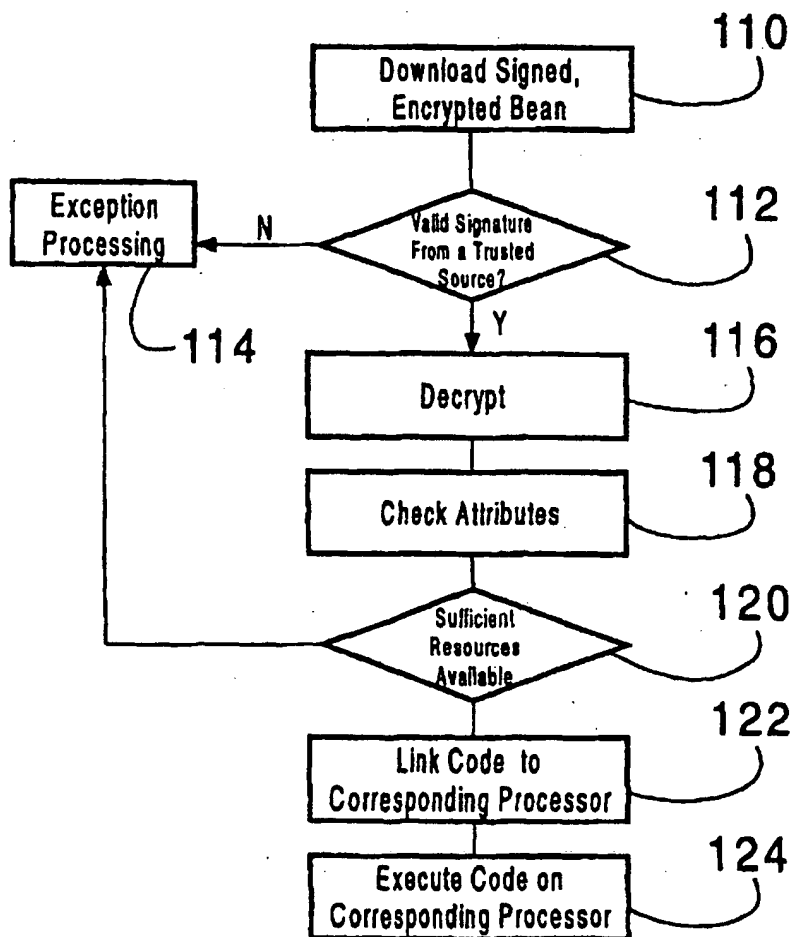 110
Download Signed,
Encrypted Bean
112
Valid Signature
From a Trusted
Source?
N
Exception
Processing
114
Y
116
Decrypt
118
Check Attributes
120
Sufficient
Resources
Available
122
Link Code to
Corresponding Processor
124
Execute Code on
Corresponding Processor